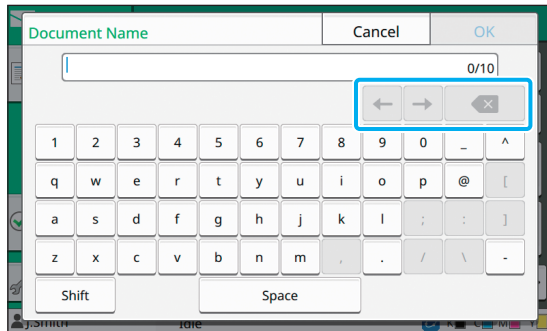 Document Name Cancel OK
0/10
1 2 3 4 5 6 7 8 9 0 _ ^
q w e r t y u i o p @ [
a s d f g h j k l ; : ]
z x c v b n m , . / \ -
Shift Space
J.Smith Idle K C M Y